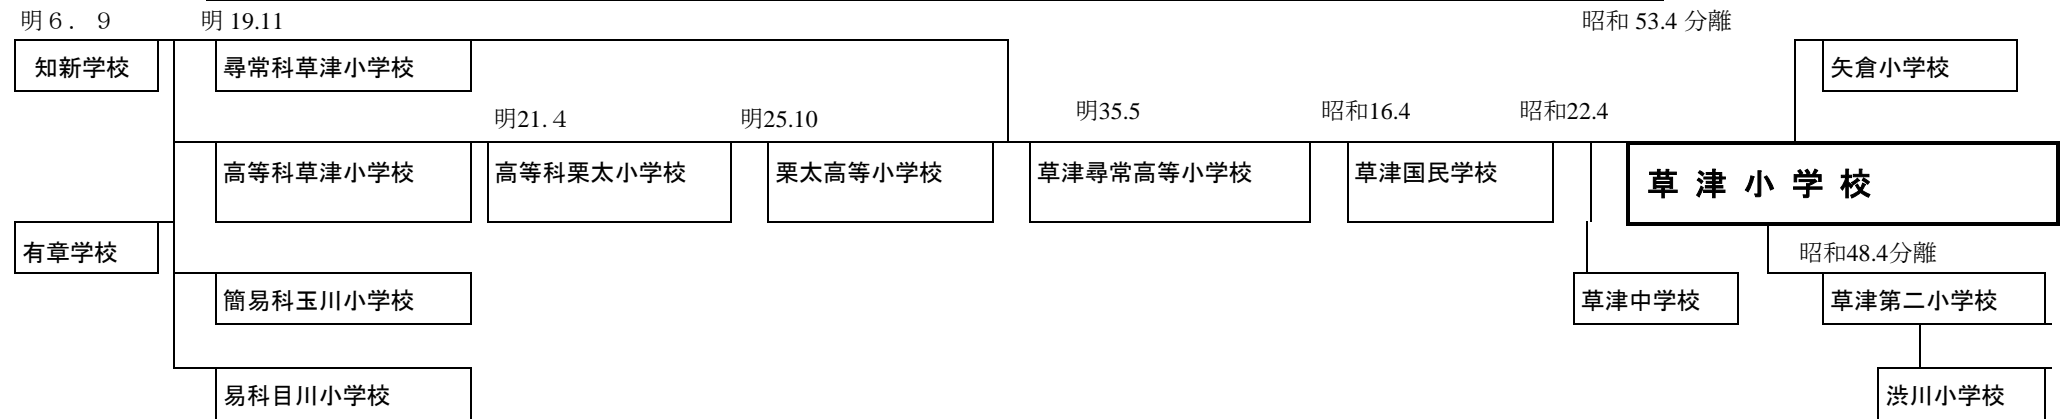 明６．９
明 19.11
昭和 53.4 分離
知新学校
尋常科草津小学校
矢倉小学校
明21.４
明25.10
明35.5
昭和16.4
昭和22.4
高等科草津小学校
高等科栗太小学校
栗太高等小学校
草津尋常高等小学校
草津国民学校
草 津 小 学 校
有章学校
昭和48.4分離
簡易科玉川小学校
草津中学校
草津第二小学校
易科目川小学校
渋川小学校